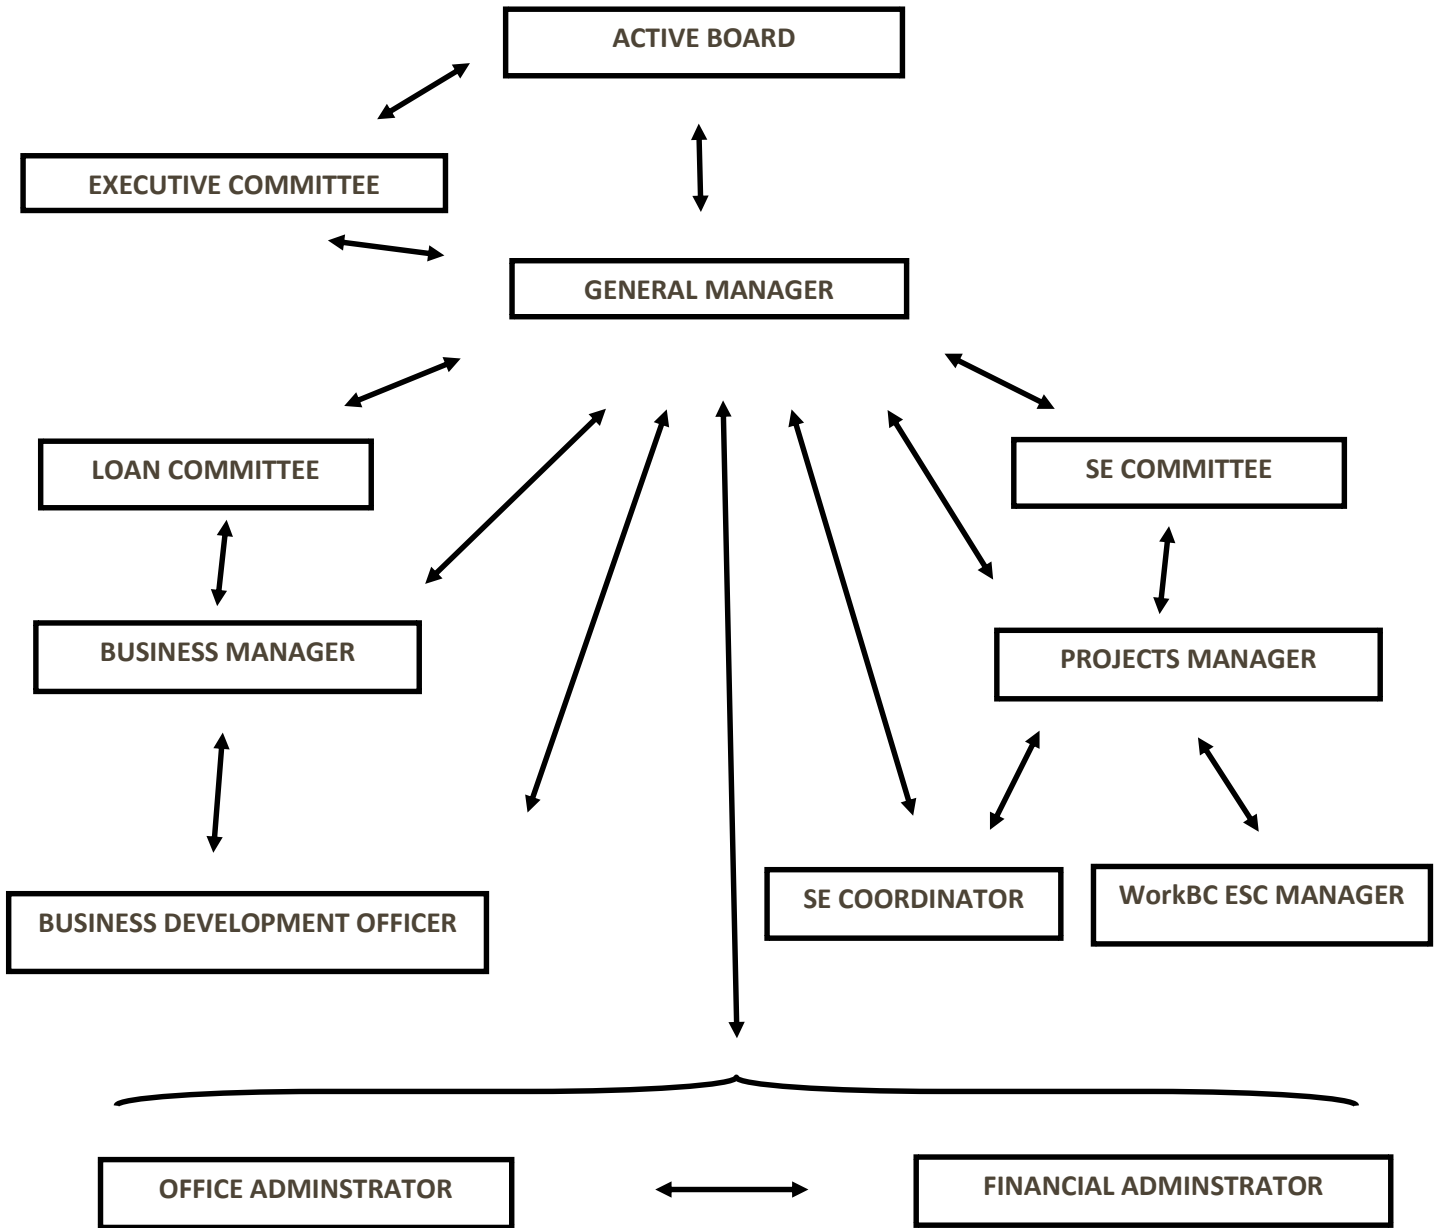 ACTIVE BOARD
EXECUTIVE COMMITTEE
GENERAL MANAGER
LOAN COMMITTEE
SE COMMITTEE
BUSINESS MANAGER
PROJECTS MANAGER
BUSINESS DEVELOPMENT OFFICER
SE COORDINATOR
WorkBC ESC MANAGER
OFFICE ADMINSTRATOR
FINANCIAL ADMINSTRATOR